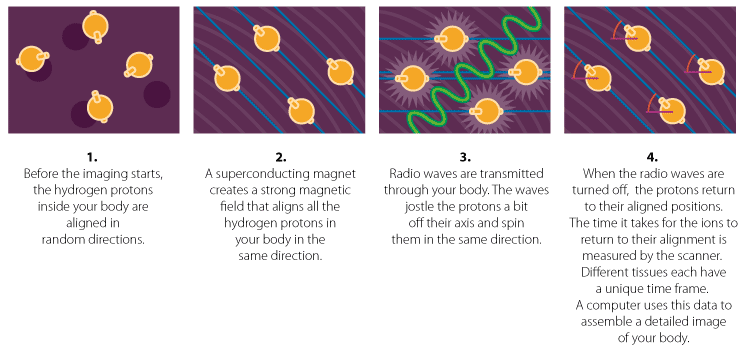 1.
Before the imaging starts,
the hydrogen protons
inside your body are
aligned in
random directions.
2.
A superconducting magnet
creates a strong magnetic
field that aligns all the
hydrogen protons in
your body in the
same direction.
3.
Radio waves are transmitted
through your body. The waves
jostle the protons a bit
off their axis and spin
them in the same direction.
4.
When the radio waves are
turned off,  the protons return
to their aligned positions.
The time it takes for the ions to
return to their alignment is
measured by the scanner.
Different tissues each have
a unique time frame.
A computer uses this data to
assemble a detailed image
of your body.